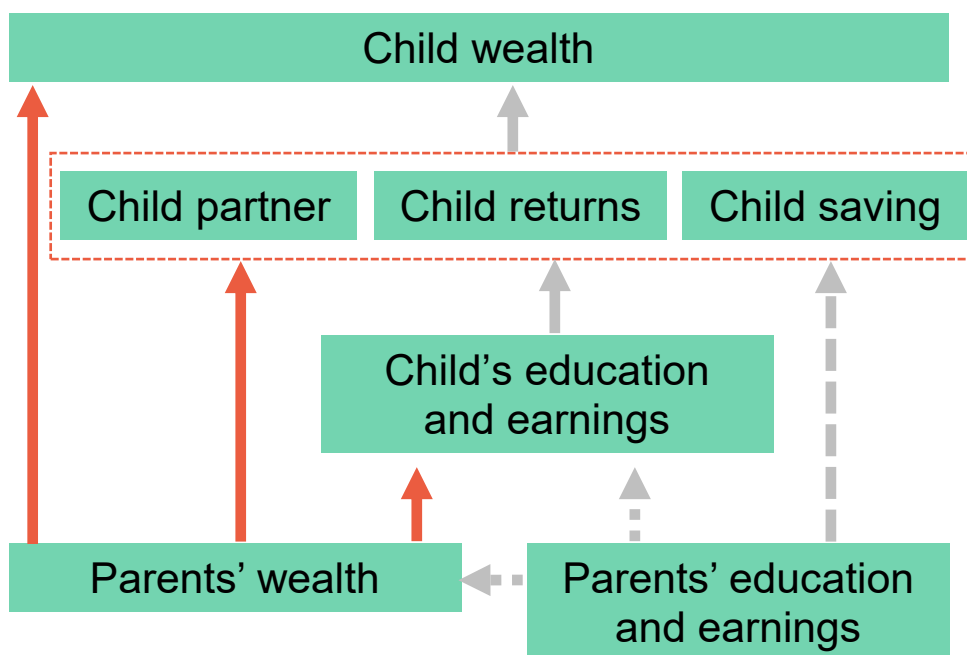 Child wealth
Child partner
Child returns
Child saving
Child’s education
and earnings
Parents’ wealth
Parents’ education
and earnings